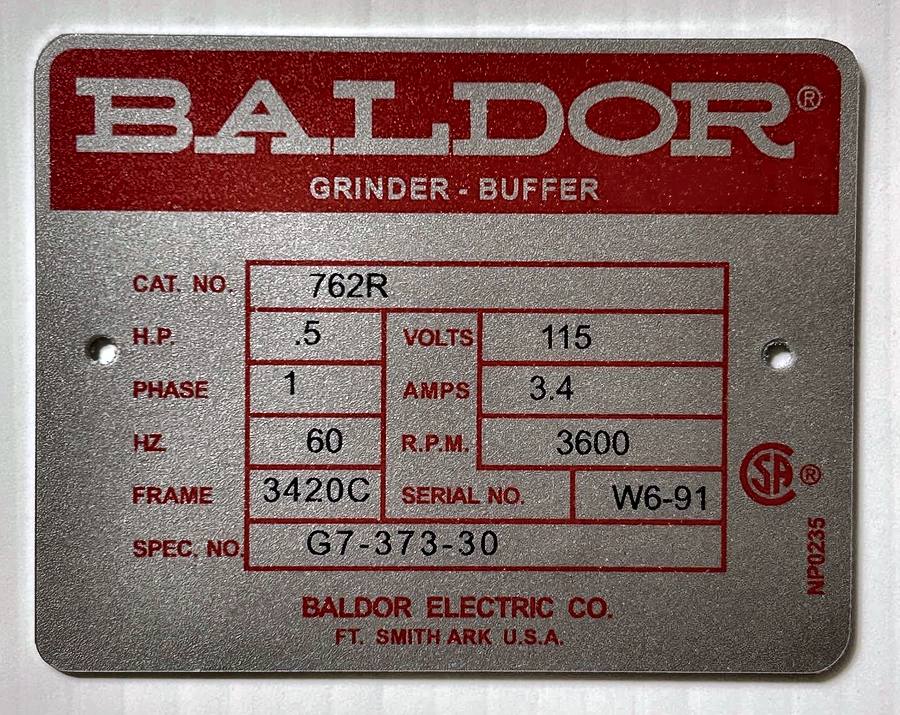 BALDOR®
GRINDER - BUFFER
CAT. NO. 762R
H.P. .5 VOLTS 115
PHASE 1 AMPS 3.4
HZ. 60 R.P.M. 3600
FRAME 3420C SERIAL NO. W6-91
SPEC. NO. G7-373-30
SA ®
NP0235
BALDOR ELECTRIC CO.
FT. SMITH ARK U.S.A.